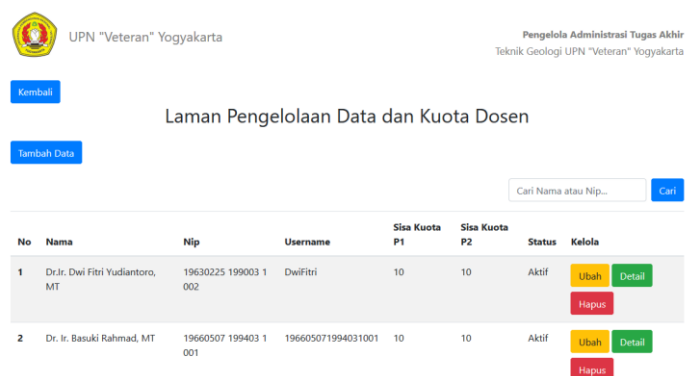 UPN "Veteran" Yogyakarta
Pengelola Administrasi Tugas Akhir
Teknik Geologi UPN "Veteran" Yogyakarta
Kembali
Laman Pengelolaan Data dan Kuota Dosen
Tambah Data
Cari Nama atau Nip... Cari
No Nama Nip Username Sisa Kuota P1 Sisa Kuota P2 Status Kelola
1 Dr.Ir. Dwi Fitri Yudiantoro, MT 19630225 199003 1 002 DwiFitri 10 10 Aktif Ubah Detail Hapus
2 Dr. Ir. Basuki Rahmad, MT 19660507 199403 1 001 196605071994031001 10 10 Aktif Ubah Detail Hapus